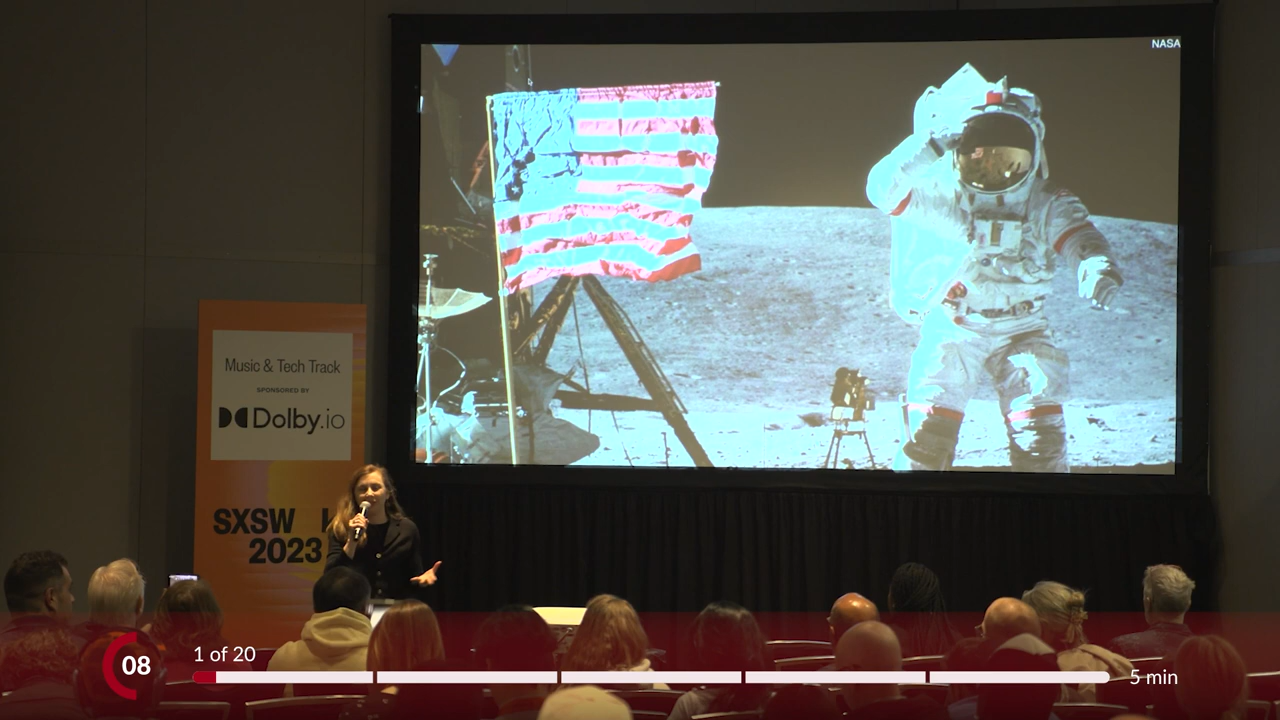 NASA
Music & Tech Track
SPONSORED BY
Dolby.io
SXSW
2023
08
1 of 20
5 min